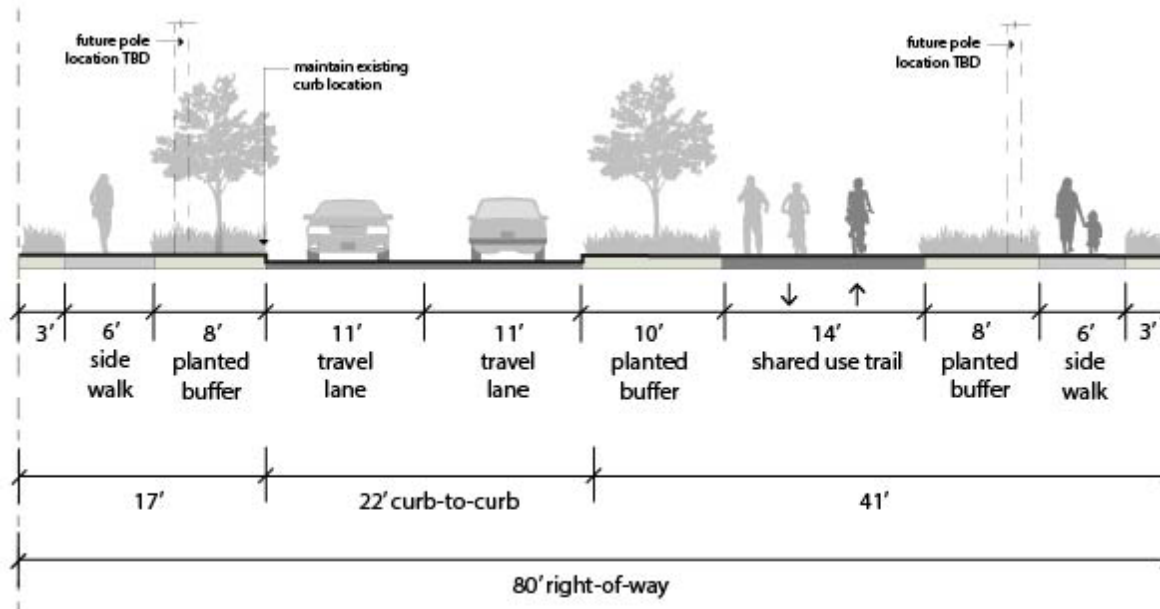 future pole
location TBD
maintain existing
curb location
future pole
location TBD
3'
6'
side
walk
8'
planted
buffer
11'
travel
lane
11'
travel
lane
10'
planted
buffer
14'
shared use trail
8'
planted
buffer
6'
side
walk
3'
17'
22' curb-to-curb
41'
80' right-of-way